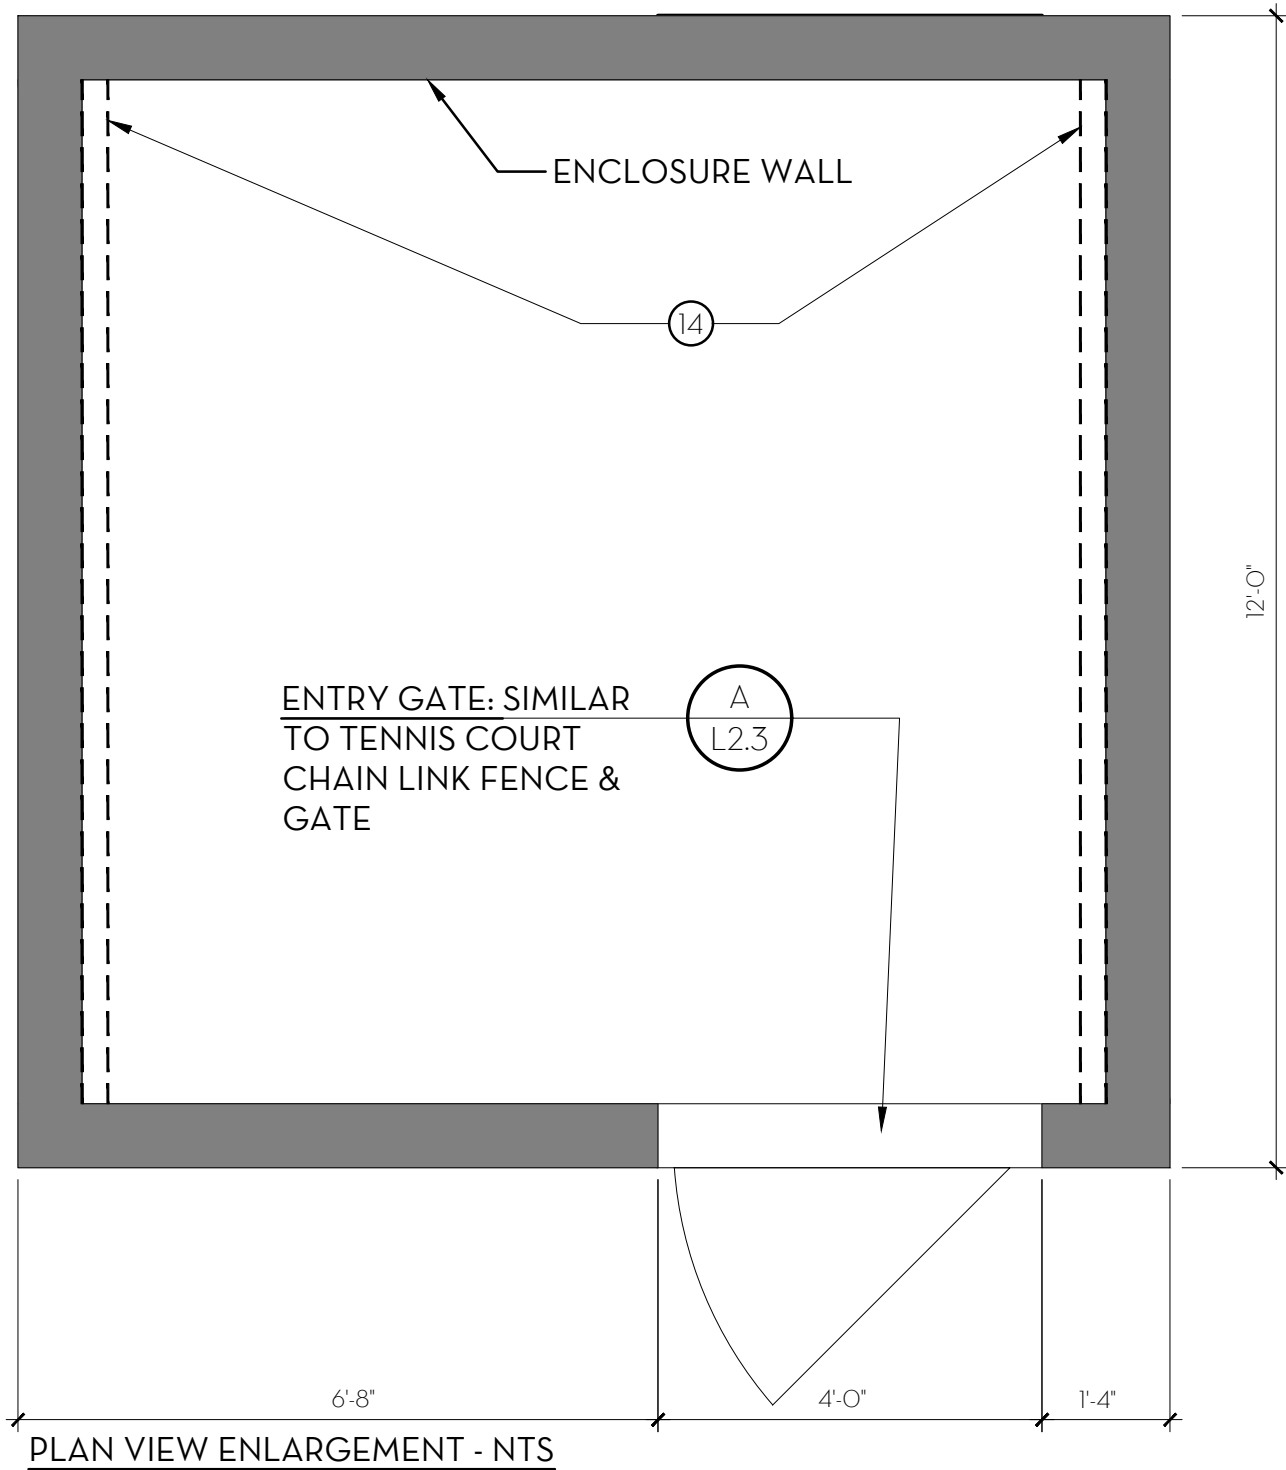 ENCLOSURE WALL
14
12'-0"
ENTRY GATE: SIMILAR
TO TENNIS COURT
CHAIN LINK FENCE &
GATE
A
L2.3
6'-8"
4'-0"
1'-4"
PLAN VIEW ENLARGEMENT - NTS